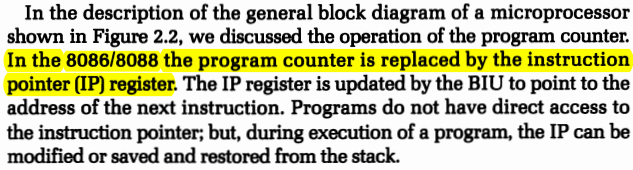 In the description of the general block diagram of a microprocessor
shown in Figure 2.2, we discussed the operation of the program counter.
In the 8086/8088 the program counter is replaced by the instruction
pointer (IP) register. The IP register is updated by the BIU to point to the
address of the next instruction. Programs do not have direct access to
the instruction pointer; but, during execution of a program, the IP can be
modified or saved and restored from the stack.